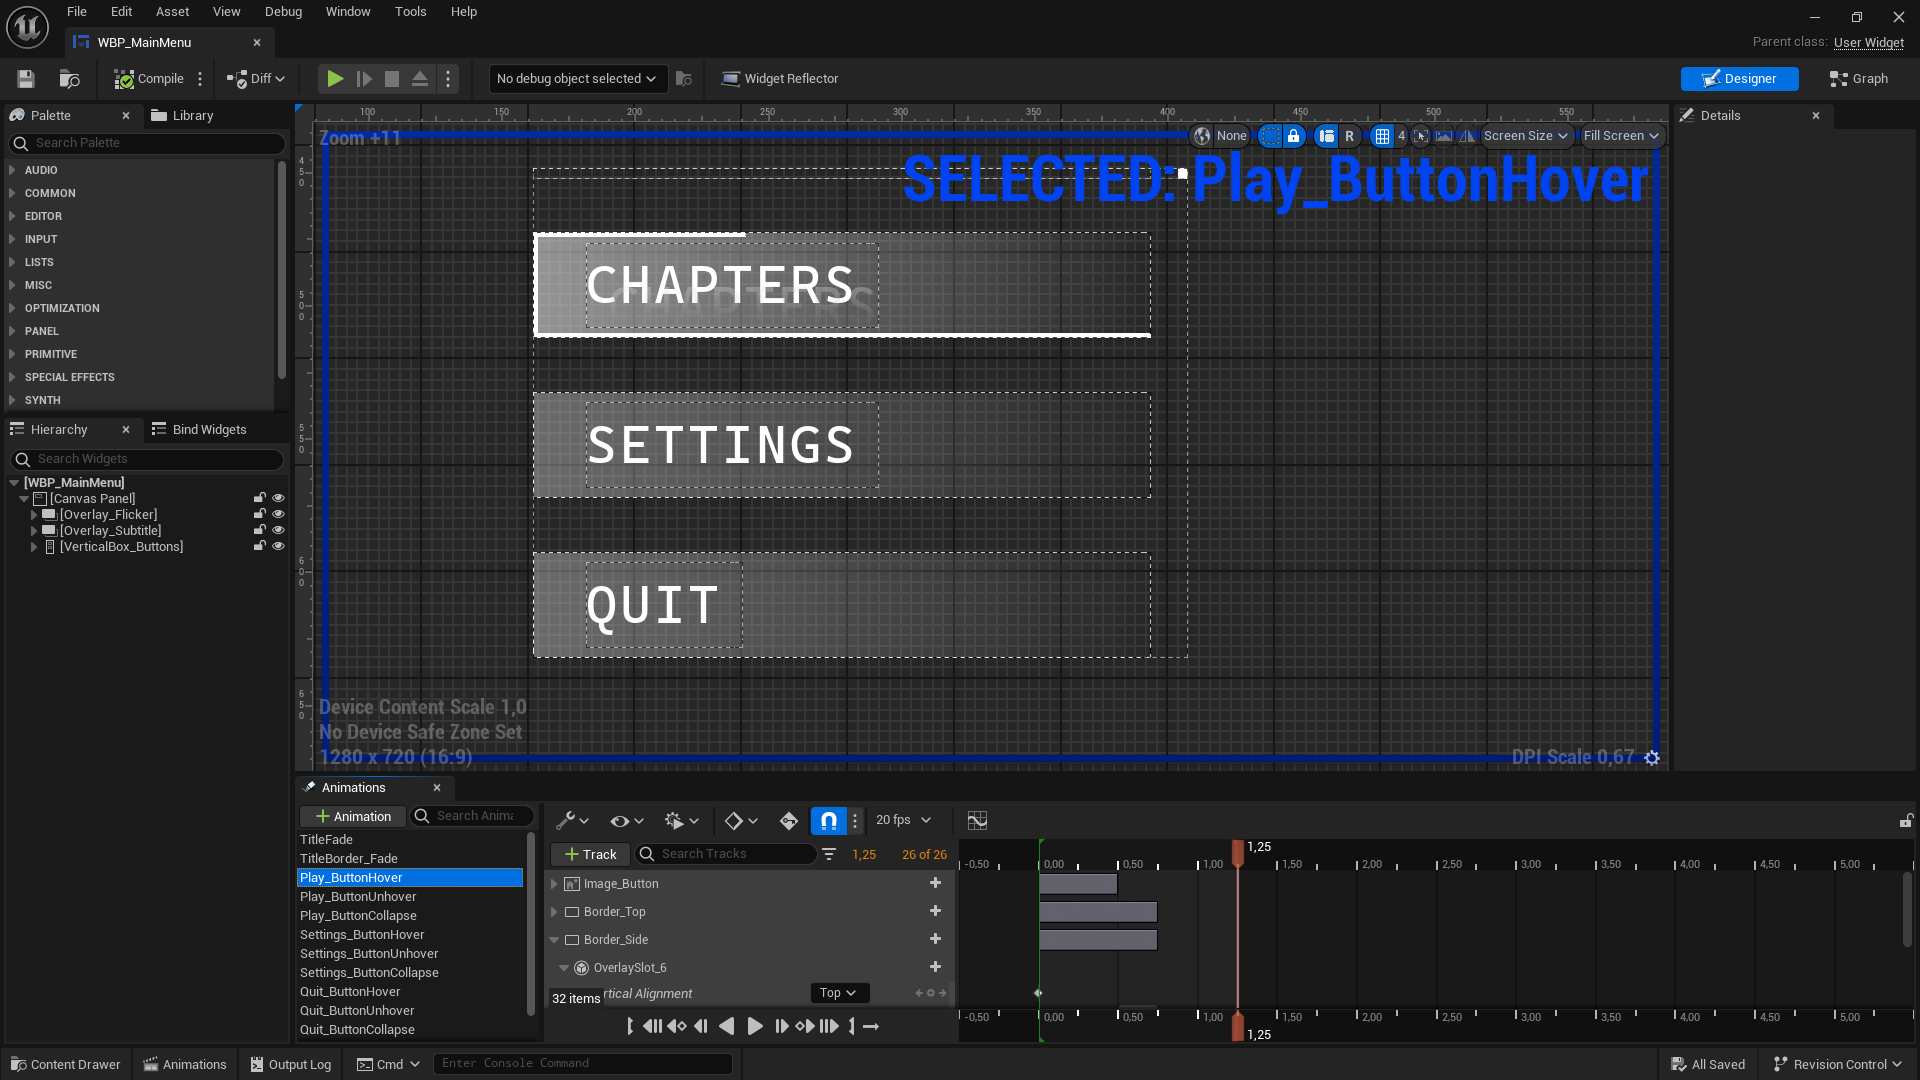 File Edit Asset View Debug Window Tools Help
WBP_MainMenu
Parent class: User Widget
Compile Diff No debug object selected Widget Reflector Designer Graph
Palette Library
Search Palette
AUDIO
COMMON
EDITOR
INPUT
LISTS
MISC
OPTIMIZATION
PANEL
PRIMITIVE
SPECIAL EFFECTS
SYNTH
Hierarchy Bind Widgets
Search Widgets
[WBP_MainMenu]
[Canvas Panel]
[Overlay_Flicker]
[Overlay_Subtitle]
[VerticalBox_Buttons]
100 150 200 250 300 350 400 450 500 550
450
500
550
600
650
Zoom +11
None R 4 Screen Size Fill Screen
SELECTED: Play_ButtonHover
CHAPTERS
CHAPTERS
SETTINGS
QUIT
Device Content Scale 1,0
No Device Safe Zone Set
1280 x 720 (16:9)
DPI Scale 0,67
Details
Animations
Animation Search Anima
TitleFade
TitleBorder_Fade
Play_ButtonHover
Play_ButtonUnhover
Play_ButtonCollapse
Settings_ButtonHover
Settings_ButtonUnhover
Settings_ButtonCollapse
Quit_ButtonHover
Quit_ButtonUnhover
Quit_ButtonCollapse
20 fps
Track Search Tracks 1,25 26 of 26
Image_Button
Border_Top
Border_Side
OverlaySlot_6
rtical Alignment Top
32 items
1,25
-0,50 0,00 0,50 1,00 1,50 2,00 2,50 3,00 3,50 4,00 4,50 5,00
-0,50 0,00 0,50 1,00 1,50 2,00 2,50 3,00 3,50 4,00 4,50 5,00
1,25
Content Drawer Animations Output Log Cmd Enter Console Command All Saved Revision Control